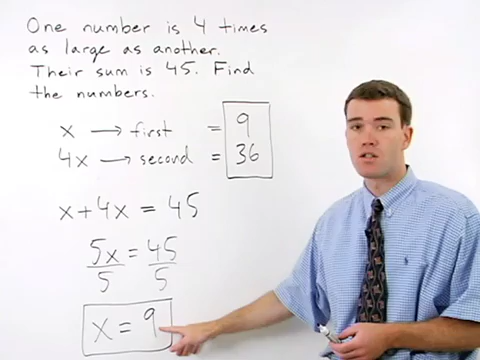 One number is 4 times
as large as another.
Their sum is 45. Find
the numbers.
x → first = 9
4x → second = 36
x + 4x = 45
5x/5 = 45/5
x = 9